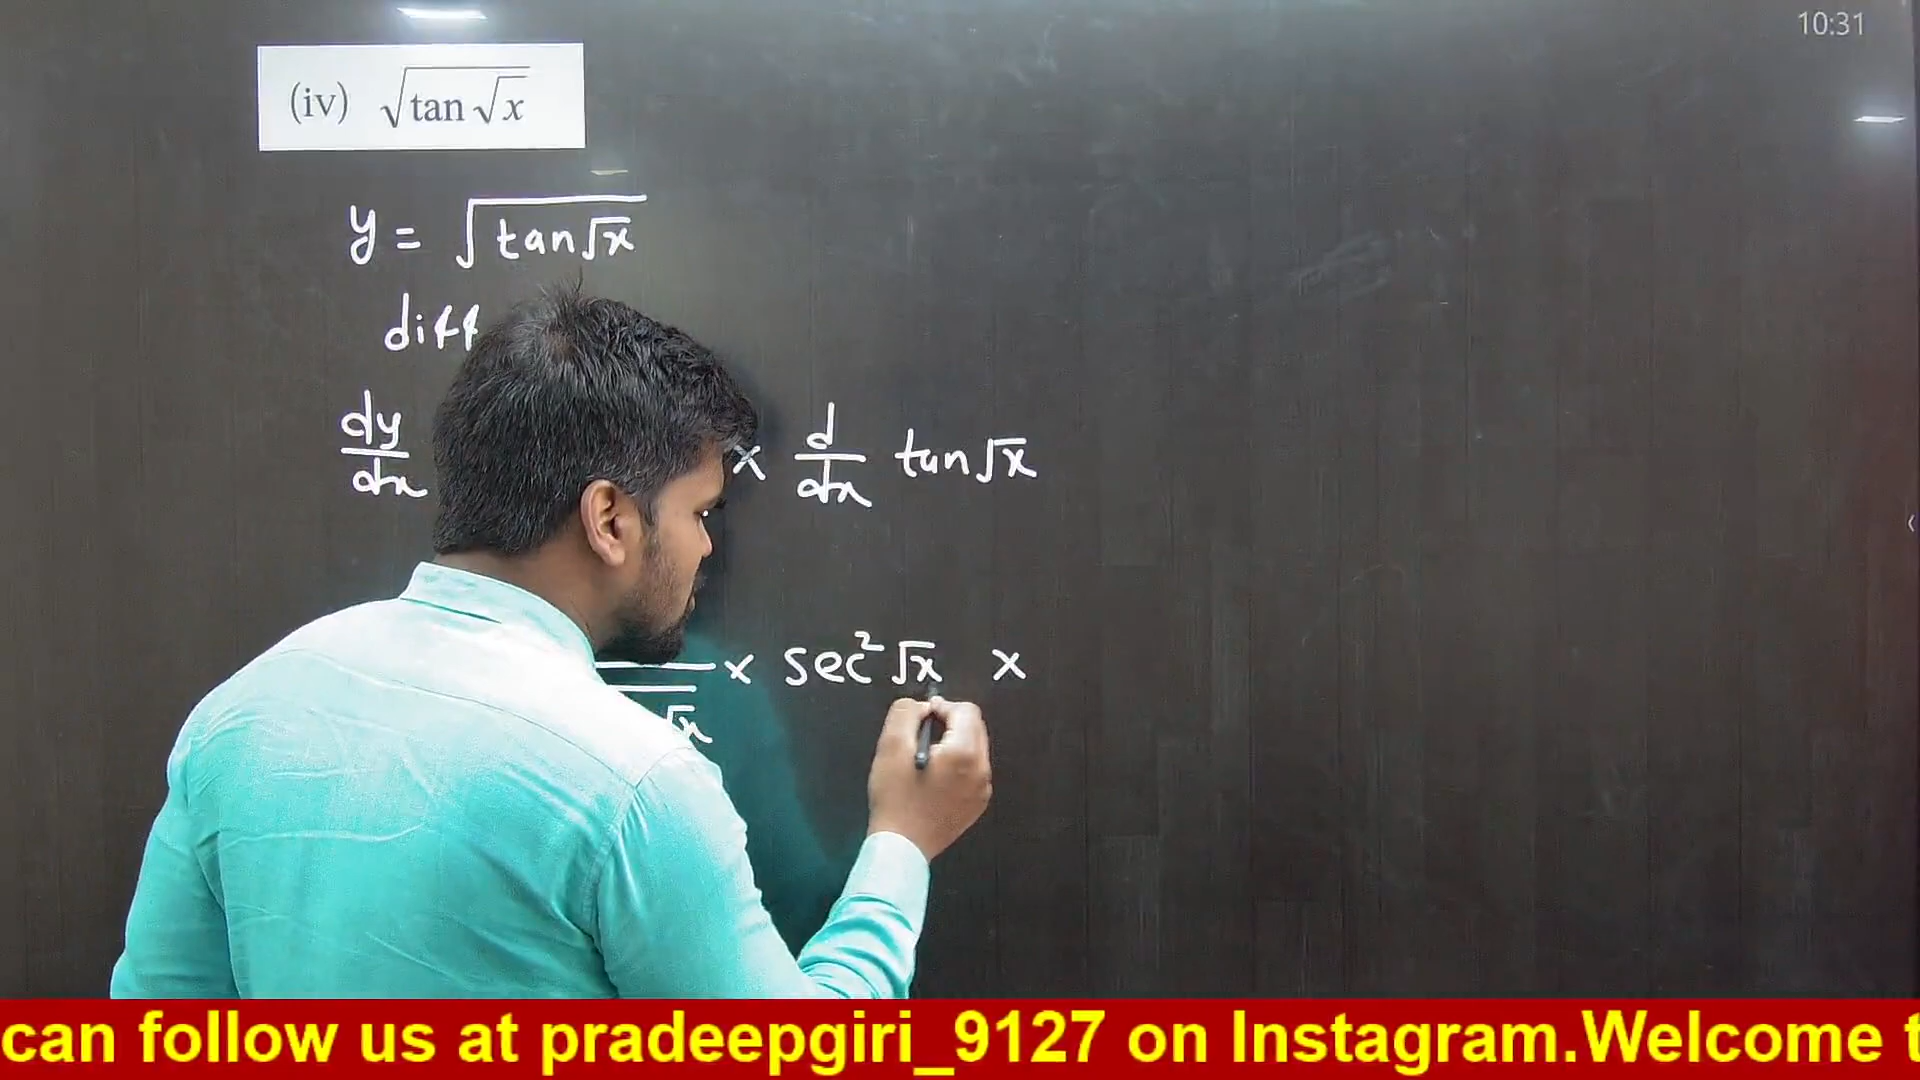 10:31
(iv) √(tan √x)
y = √(tan√x)
diff
dy/dx × d/dx tan√x
× sec² √x ×
√x
can follow us at pradeepgiri_9127 on Instagram.Welcome t